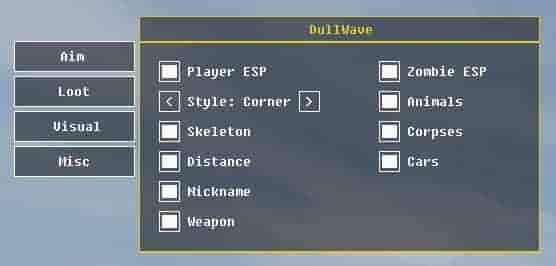 DullWave
Aim
Loot
Visual
Misc
Player ESP
< Style: Corner >
Skeleton
Distance
Nickname
Weapon
Zombie ESP
Animals
Corpses
Cars